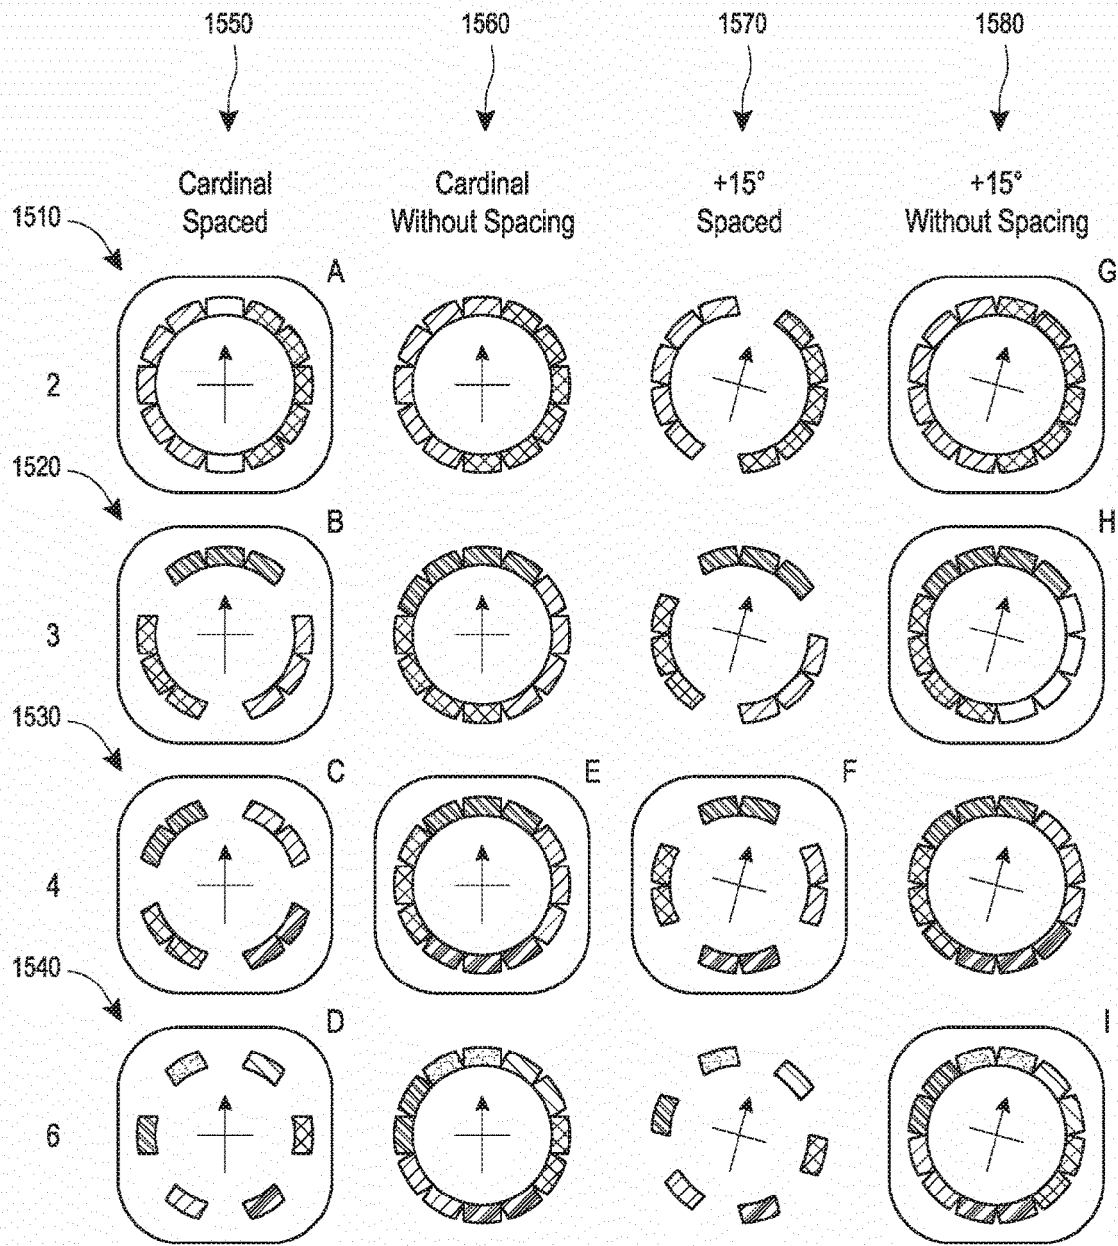 1550
1560
1570
1580
Cardinal
Spaced
Cardinal
Without Spacing
+15°
Spaced
+15°
Without Spacing
1510
A
G
2
1520
B
H
3
1530
C
E
F
4
1540
D
I
6